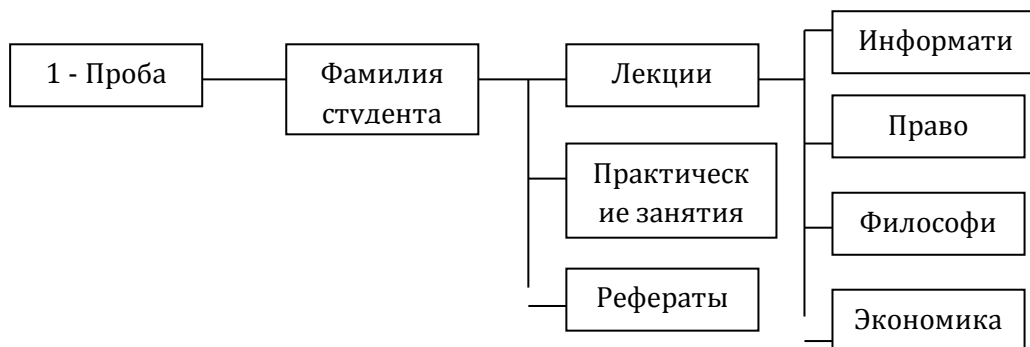 1 - Проба
Фамилия
студента
Лекции
Практическ
ие занятия
Рефераты
Информати
Право
Философи
Экономика